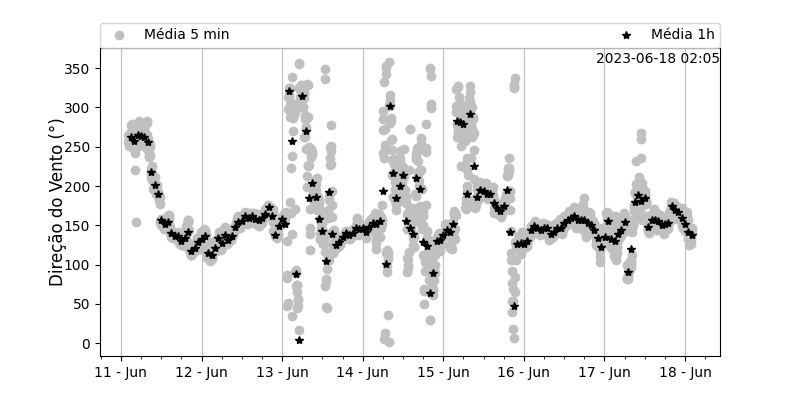 Média 5 min
Média 1h
2023-06-18 02:05
Direção do Vento (°)
350
300
250
200
150
100
50
0
11 - Jun
12 - Jun
13 - Jun
14 - Jun
15 - Jun
16 - Jun
17 - Jun
18 - Jun